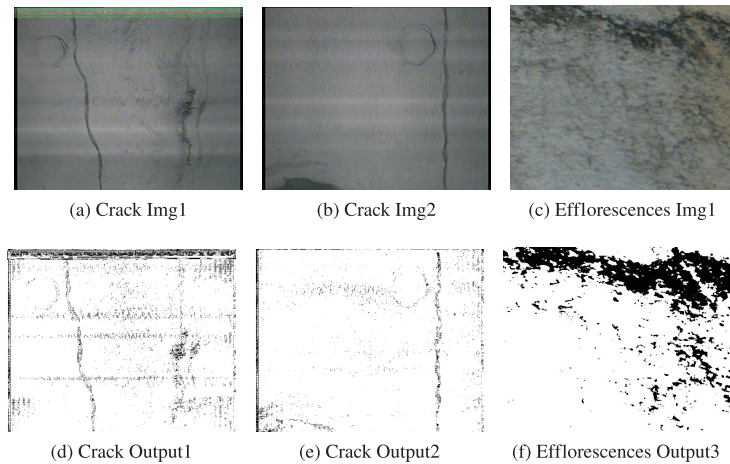 (a) Crack Img1
(b) Crack Img2
(c) Efflorescences Img1
(d) Crack Output1
(e) Crack Output2
(f) Efflorescences Output3